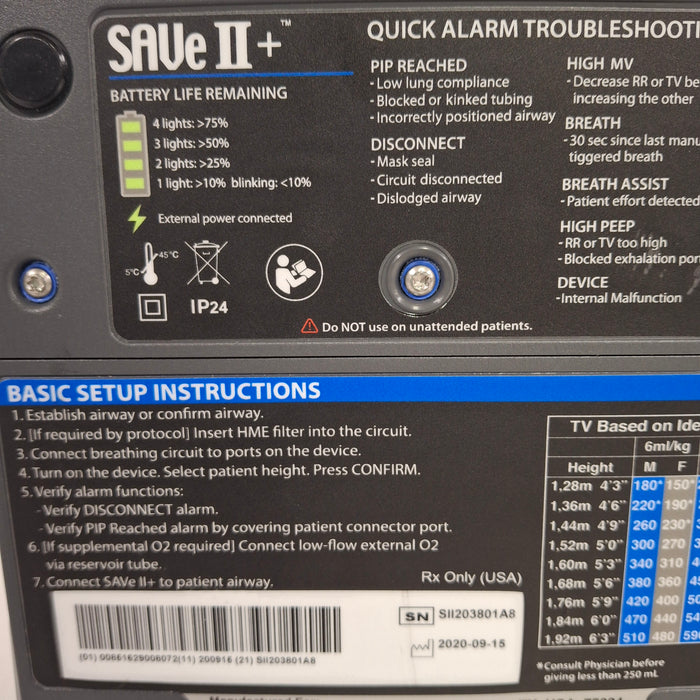 SAVe II+™
QUICK ALARM TROUBLESHOOTI
BATTERY LIFE REMAINING
4 lights: >75%
3 lights: >50%
2 lights: >25%
1 light: >10% blinking: <10%
External power connected
5°C
45°C
IP24
PIP REACHED
- Low lung compliance
- Blocked or kinked tubing
- Incorrectly positioned airway
DISCONNECT
- Mask seal
- Circuit disconnected
- Dislodged airway
HIGH MV
- Decrease RR or TV be
increasing the other
BREATH
- 30 sec since last manu
tiggered breath
BREATH ASSIST
- Patient effort detected
HIGH PEEP
- RR or TV too high
- Blocked exhalation por
DEVICE
- Internal Malfunction
Do NOT use on unattended patients.
BASIC SETUP INSTRUCTIONS
1. Establish airway or confirm airway.
2. [If required by protocol] Insert HME filter into the circuit.
3. Connect breathing circuit to ports on the device.
4. Turn on the device. Select patient height. Press CONFIRM.
5. Verify alarm functions:
- Verify DISCONNECT alarm.
- Verify PIP Reached alarm by covering patient connector port.
6. [If supplemental O2 required] Connect low-flow external O2
via reservoir tube.
7. Connect SAVe II+ to patient airway.
Rx Only (USA)
SN SII203801A8
2020-09-15
TV Based on Ide
6ml/kg
Height M F
1,28m 4'3" 180* 150*
1,36m 4'6" 220* 190*
1,44m 4'9" 260 230*
1,52m 5'0" 300 270
1,60m 5'3" 340 310
1,68m 5'6" 380 360
1,76m 5'9" 420 400
1,84m 6'0" 470 440
1,92m 6'3" 510 480
*Consult Physician before
giving less than 250 mL